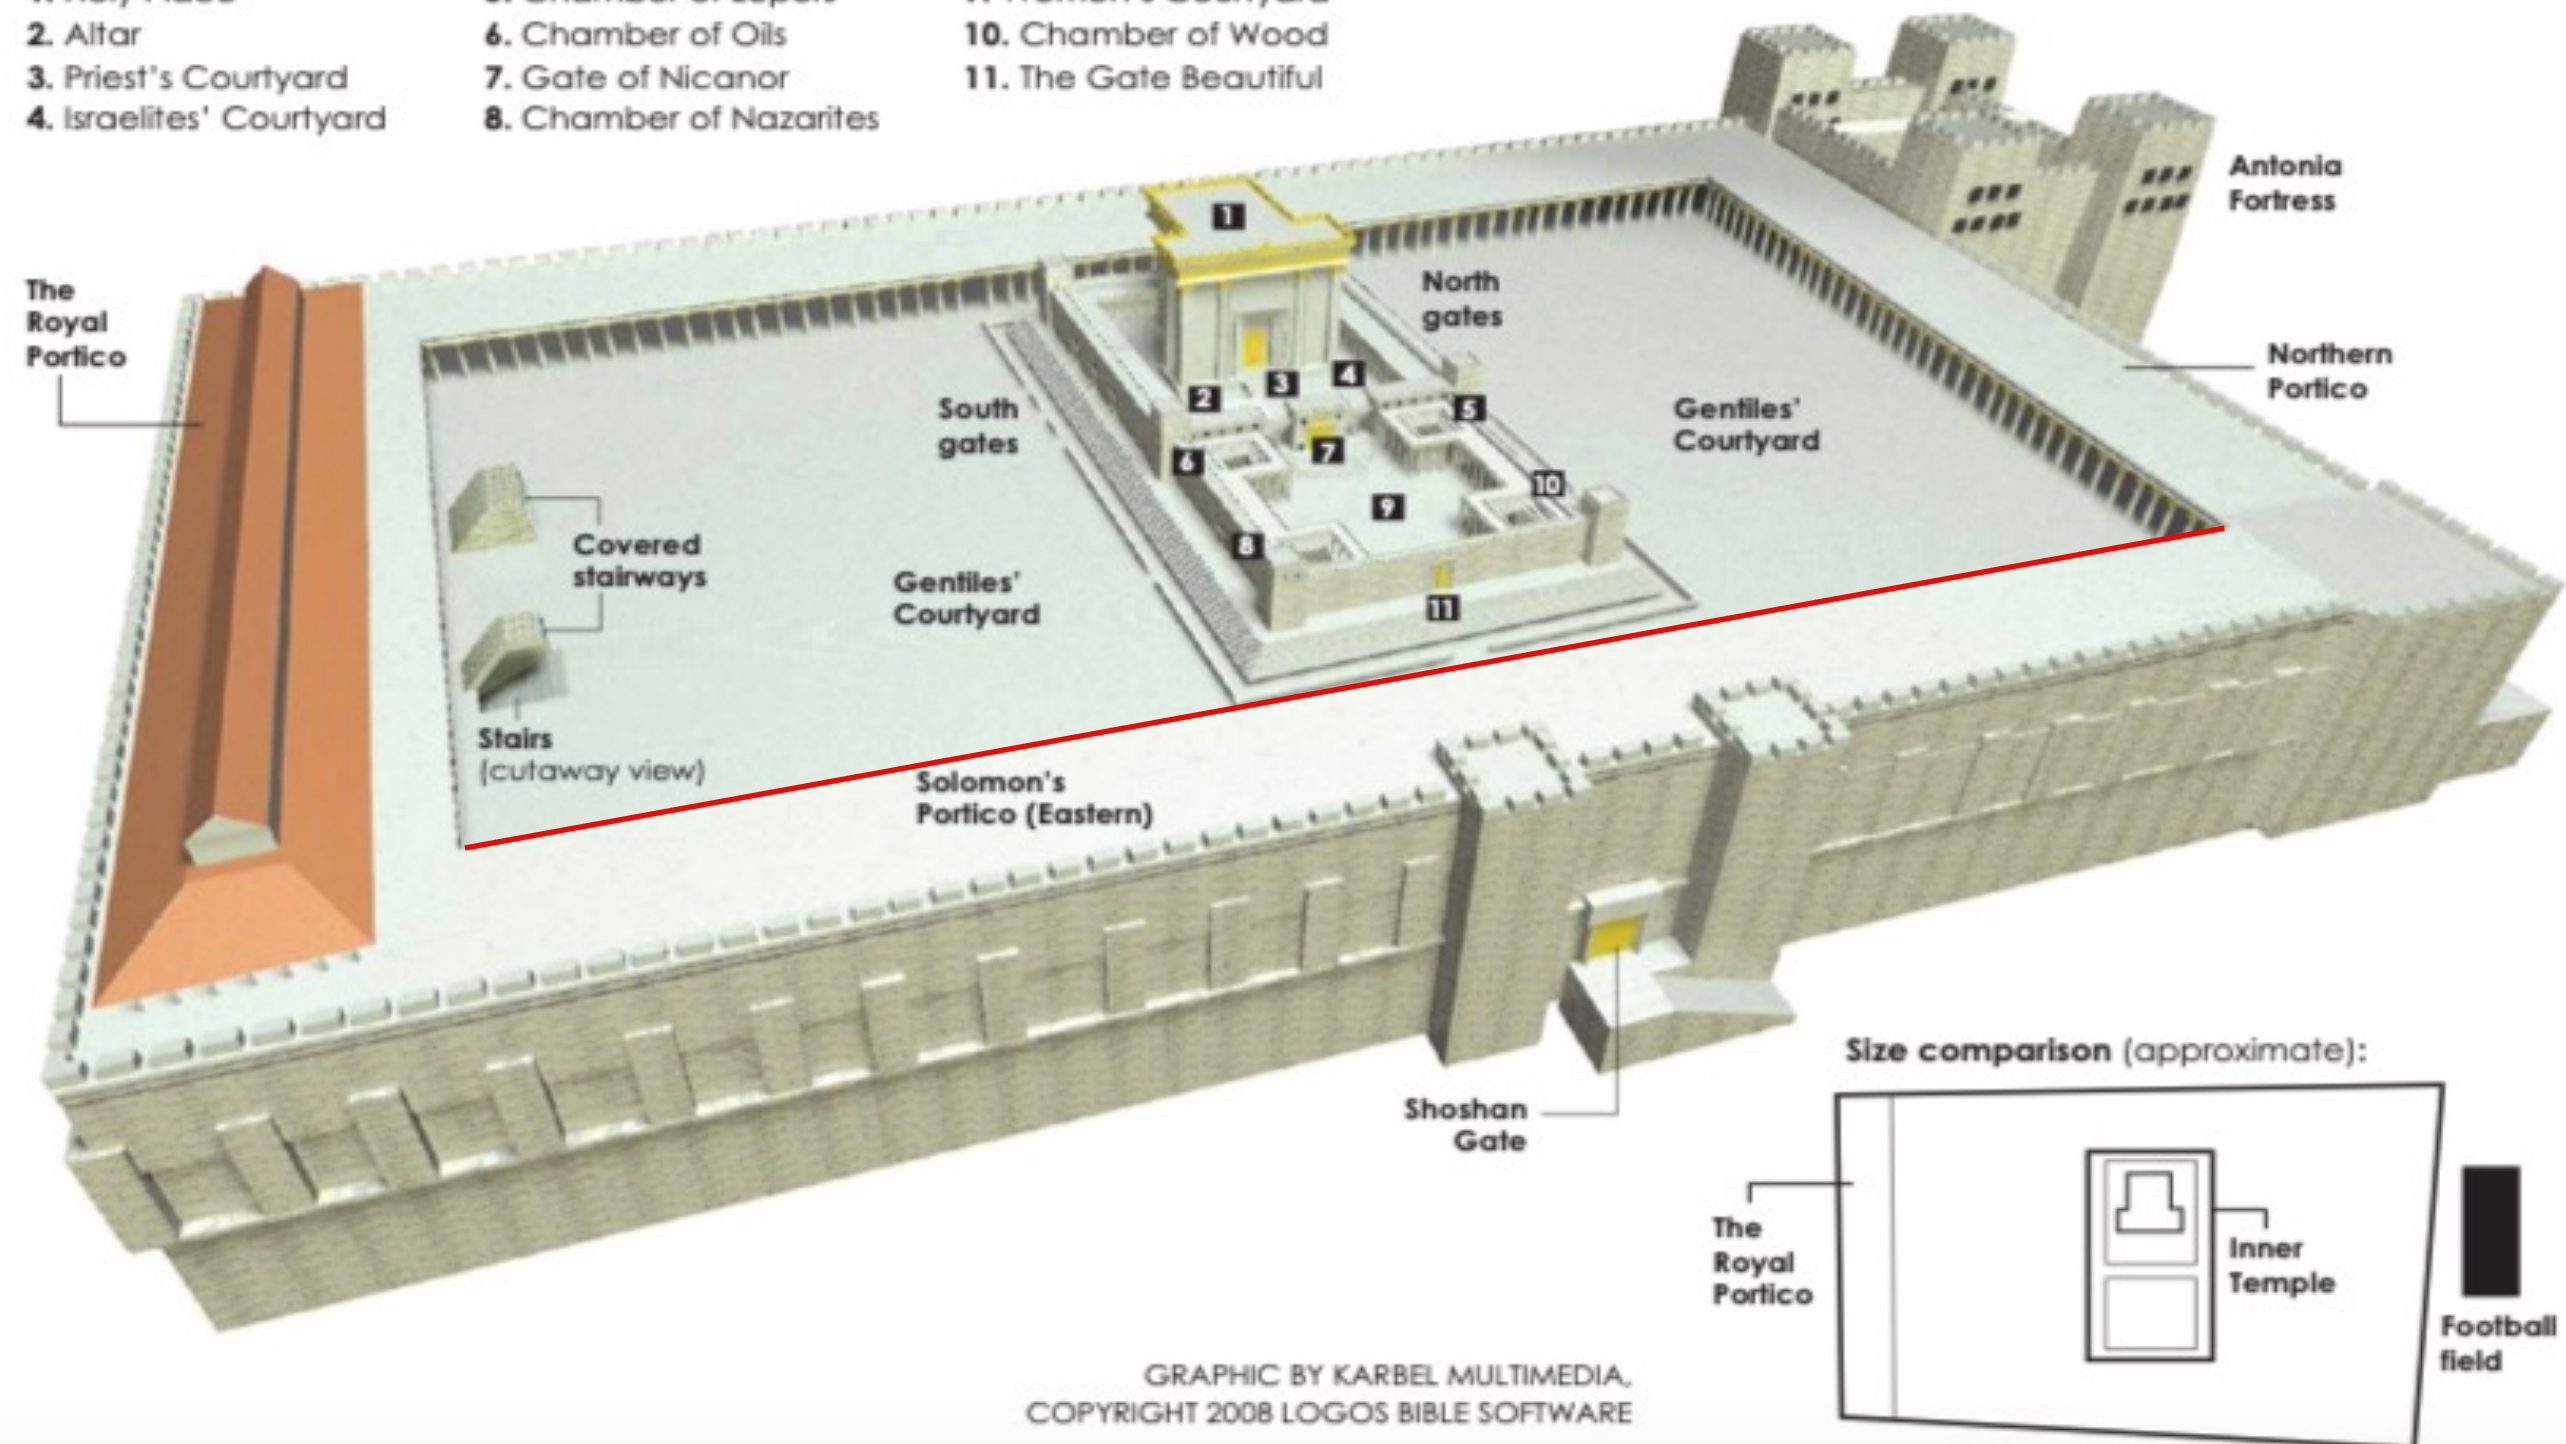 2. Altar
3. Priest's Courtyard
4. Israelites' Courtyard
6. Chamber of Oils
7. Gate of Nicanor
8. Chamber of Nazarites
10. Chamber of Wood
11. The Gate Beautiful
Antonia
Fortress
1
The
Royal
Portico
North
gates
Northern
Portico
2
3
4
5
South
gates
Gentiles'
Courtyard
6
7
10
9
8
Covered
stairways
Gentiles'
Courtyard
11
Stairs
(cutaway view)
Solomon's
Portico (Eastern)
Shoshan
Gate
Size comparison (approximate):
The
Royal
Portico
Inner
Temple
Football
field
GRAPHIC BY KARBEL MULTIMEDIA,
COPYRIGHT 2008 LOGOS BIBLE SOFTWARE